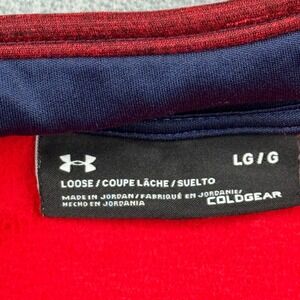 LG / G
LOOSE / COUPE LÂCHE / SUELTO
MADE IN JORDAN / FABRIQUÉ EN JORDANIE/
HECHO EN JORDANIA
COLDGEAR